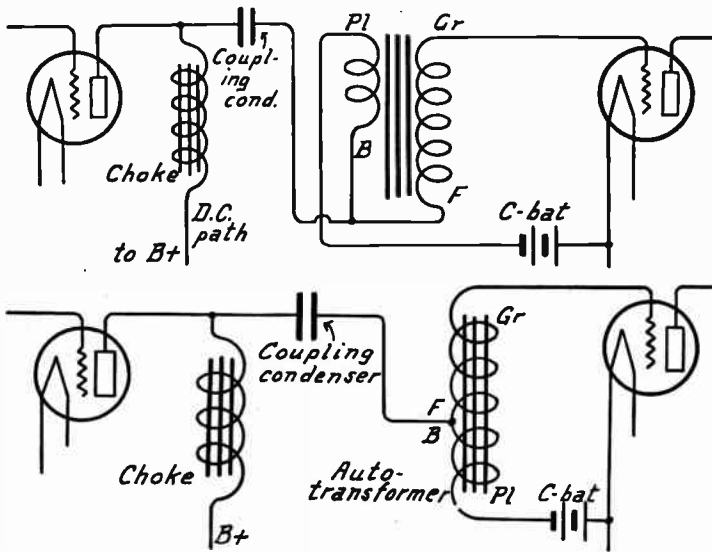 Pl
Gr
Coupl-
ing
cond.
Choke
B
F
D.C.
path
to B+
C-bat
Gr
Coupling
condenser
F
B
Choke
Auto-
transformer
Pl
C-bat
B+